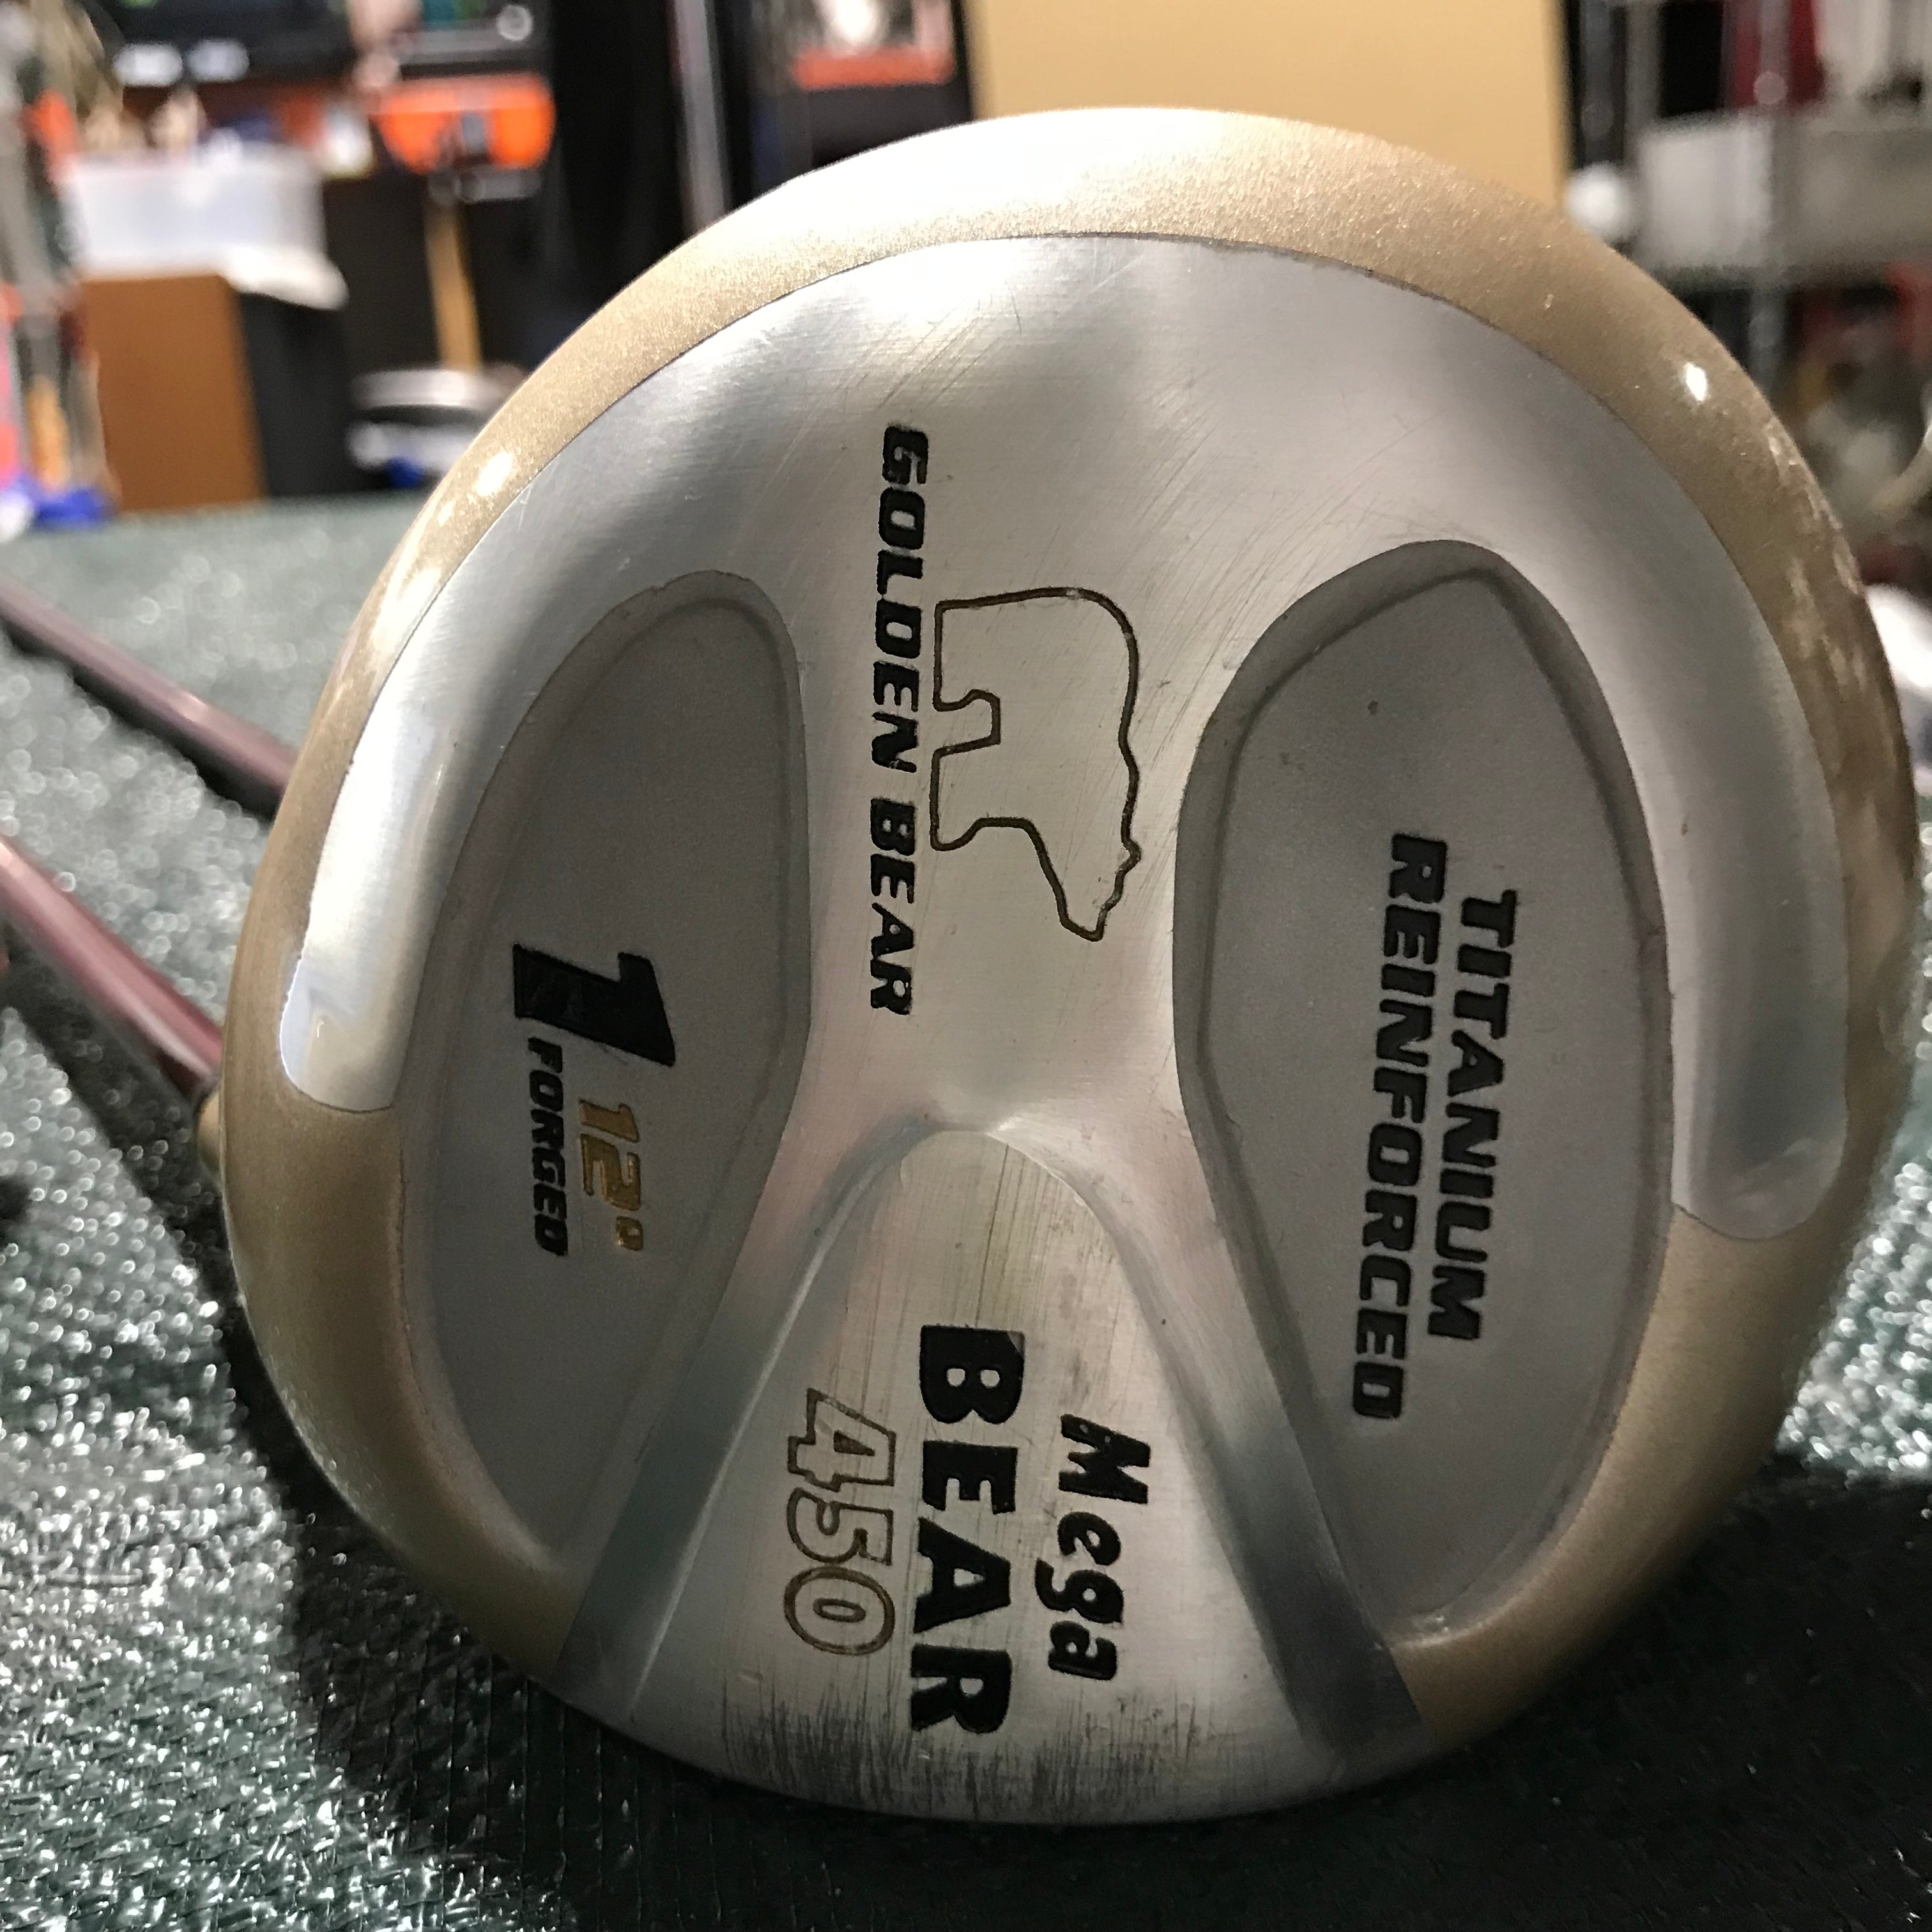 GOLDEN BEAR
TITANIUM
REINFORCED
1 12°
FORGED
Mega
BEAR
450